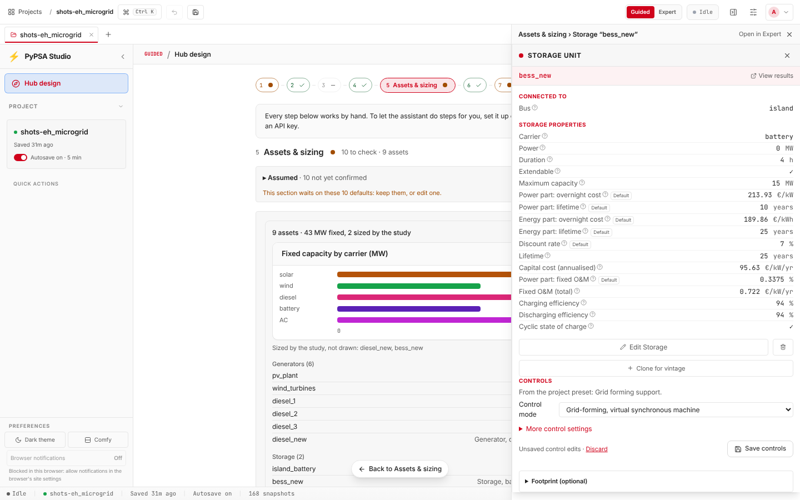 Projects / shots-eh_microgrid
Ctrl K
Guided
Expert
Idle
A
shots-eh_microgrid
PyPSA Studio
Hub design
PROJECT
shots-eh_microgrid
Saved 31m ago
Autosave on · 5 min
QUICK ACTIONS
PREFERENCES
Dark theme
Comfy
Browser notifications Off
Blocked in this browser: allow notifications in the
browser's site settings
GUIDED Hub design
1
2
3
4
5 Assets & sizing
6
7
Every step below works by hand. To let the assistant do steps for you, set it up
an API key.
5 Assets & sizing 10 to check · 9 assets
Assumed · 10 not yet confirmed
This section waits on these 10 defaults: keep them, or edit one.
9 assets · 43 MW fixed, 2 sized by the study
Fixed capacity by carrier (MW)
solar
wind
diesel
battery
AC
0
Sized by the study, not drawn: diesel_new, bess_new
Generators (6)
pv_plant
wind_turbines
diesel_1
diesel_2
diesel_3
diesel_new Generator,
Storage (2)
island_battery
bess_new Storage,
Back to Assets & sizing
Assets & sizing › Storage "bess_new"
Open in Expert
STORAGE UNIT
bess_new
View results
CONNECTED TO
Bus island
STORAGE PROPERTIES
Carrier battery
Power 0 MW
Duration 4 h
Extendable ✓
Maximum capacity 15 MW
Power part: overnight cost Default 213.93 €/kW
Power part: lifetime Default 10 years
Energy part: overnight cost Default 189.86 €/kWh
Energy part: lifetime Default 25 years
Discount rate Default 7 %
Lifetime 25 years
Capital cost (annualised) 95.63 €/kW/yr
Power part: fixed O&M Default 0.3375 %
Fixed O&M (total) 0.722 €/kW/yr
Charging efficiency 94 %
Discharging efficiency 94 %
Cyclic state of charge ✓
Edit Storage
+ Clone for vintage
CONTROLS
From the project preset: Grid forming support.
Control
mode
Grid-forming, virtual synchronous machine
More control settings
Unsaved control edits · Discard
Save controls
Footprint (optional)
Idle
shots-eh_microgrid
Saved 31m ago
Autosave on
168 snapshots